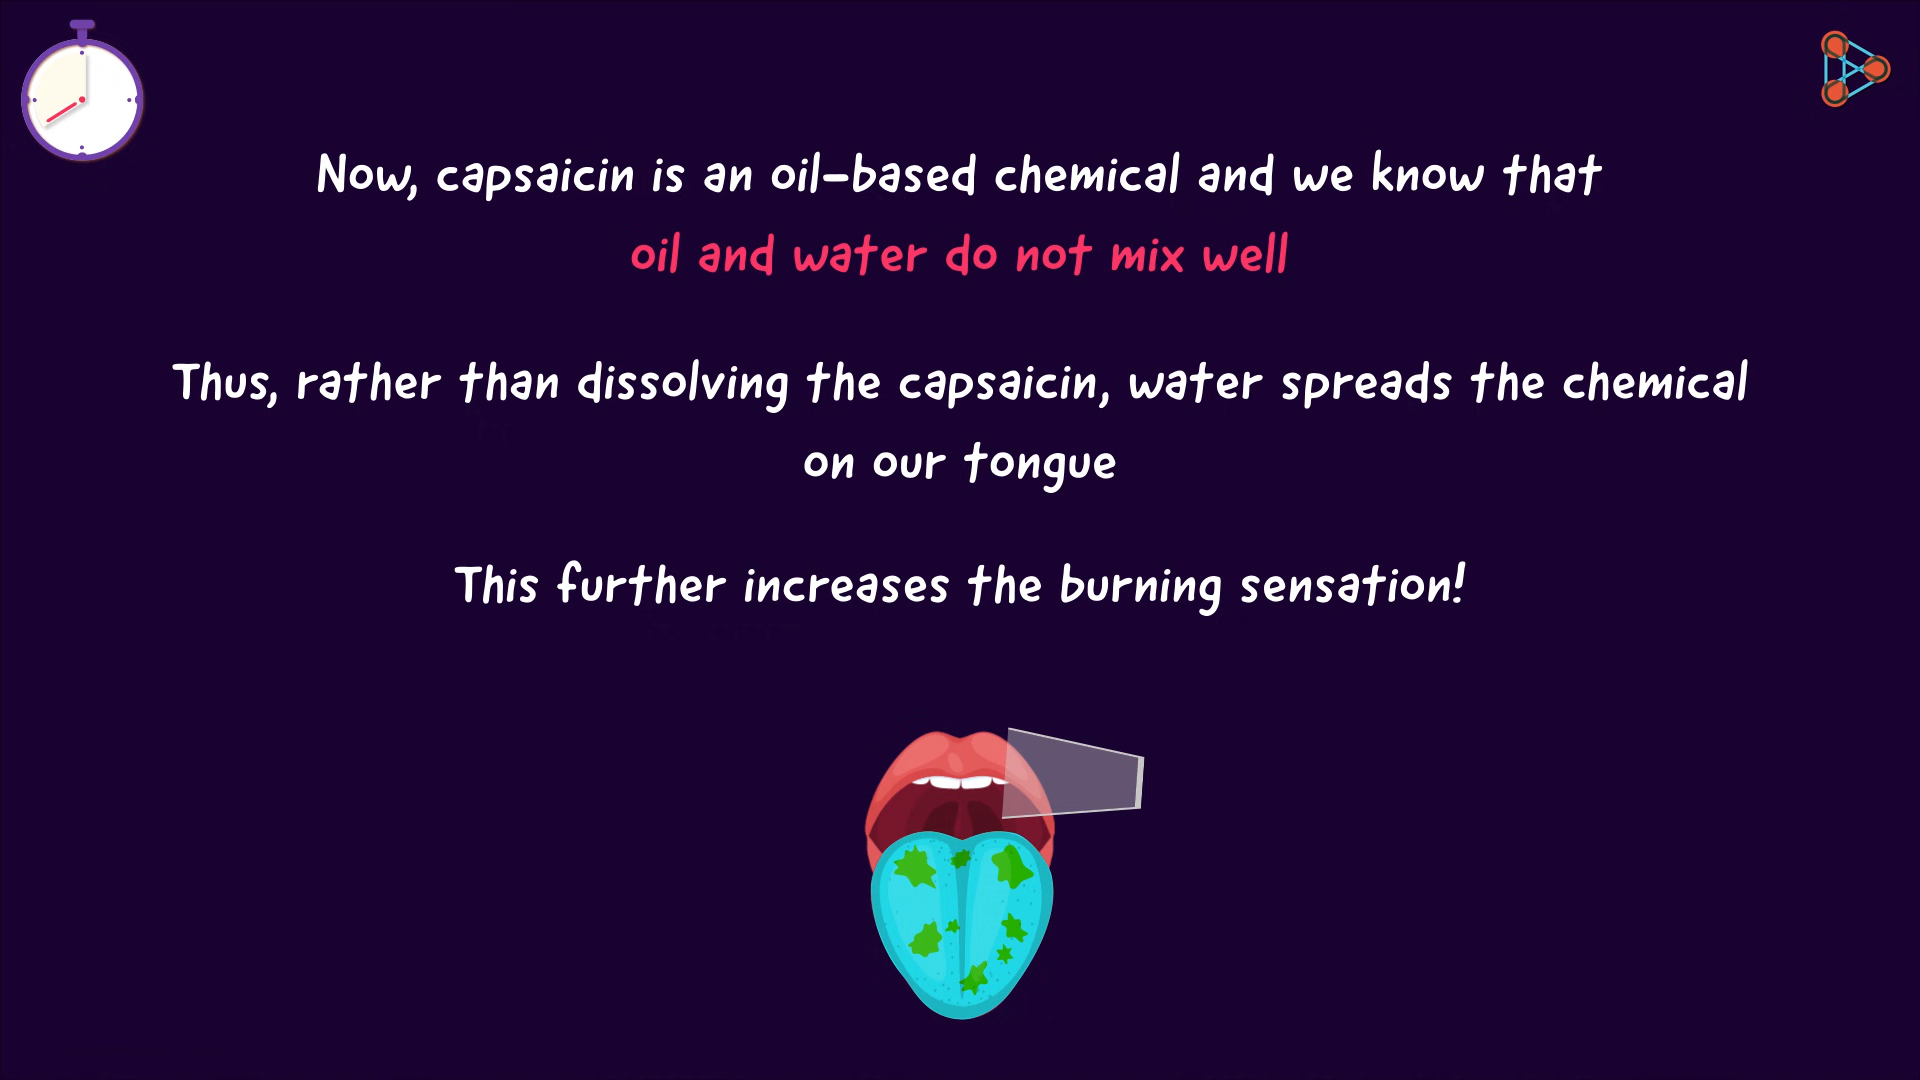 Now, capsaicin is an oil-based chemical and we know that
oil and water do not mix well
Thus, rather than dissolving the capsaicin, water spreads the chemical
on our tongue
This further increases the burning sensation!